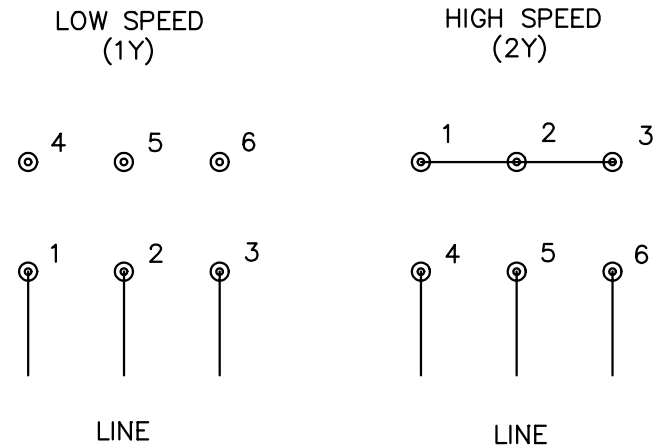 LOW SPEED
(1Y)
4 5 6
1 2 3
LINE
HIGH SPEED
(2Y)
1 2 3
4 5 6
LINE